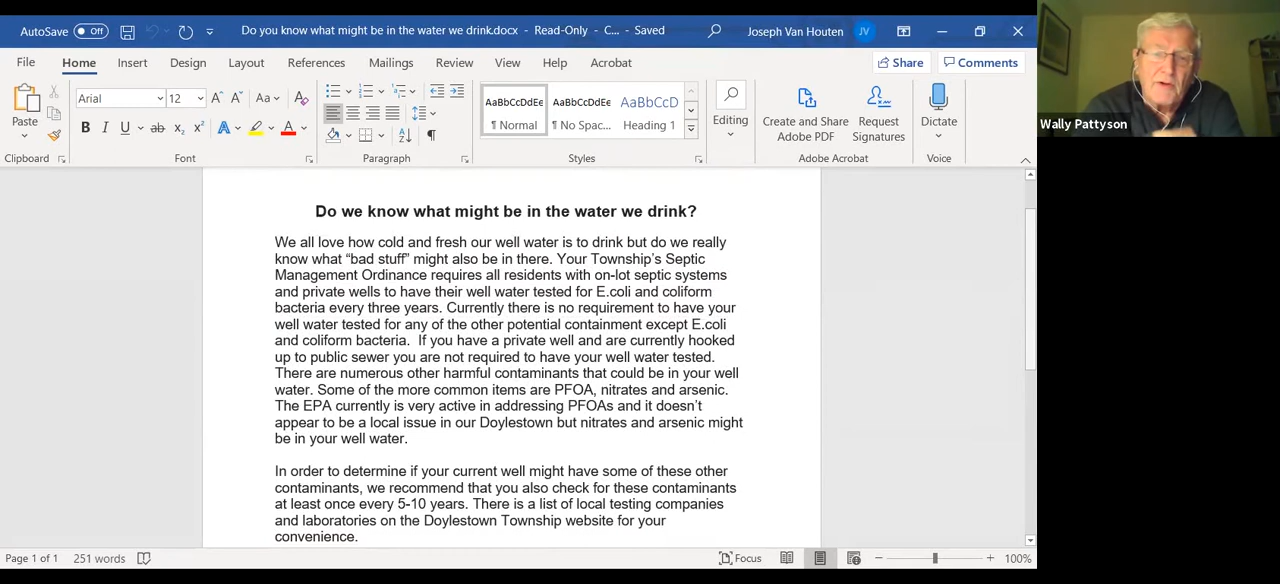 AutoSave Off Do you know what might be in the water we drink.docx - Read-Only - C... - Saved Joseph Van Houten JV
File Home Insert Design Layout References Mailings Review View Help Acrobat Share Comments
Paste
Clipboard
Arial 12 A A Aa A
B I U ab x₂ x² A A
Font
Paragraph
AaBbCcDdEe AaBbCcDdEe AaBbCcD
¶ Normal ¶ No Spac... Heading 1
Styles
Editing
Create and Share Adobe PDF
Request Signatures
Adobe Acrobat
Dictate
Voice
Wally Pattyson
Do we know what might be in the water we drink?
We all love how cold and fresh our well water is to drink but do we really
know what “bad stuff” might also be in there. Your Township’s Septic
Management Ordinance requires all residents with on-lot septic systems
and private wells to have their well water tested for E.coli and coliform
bacteria every three years. Currently there is no requirement to have your
well water tested for any of the other potential containment except E.coli
and coliform bacteria.  If you have a private well and are currently hooked
up to public sewer you are not required to have your well water tested.
There are numerous other harmful contaminants that could be in your well
water. Some of the more common items are PFOA, nitrates and arsenic.
The EPA currently is very active in addressing PFOAs and it doesn’t
appear to be a local issue in our Doylestown but nitrates and arsenic might
be in your well water.
In order to determine if your current well might have some of these other
contaminants, we recommend that you also check for these contaminants
at least once every 5-10 years. There is a list of local testing companies
and laboratories on the Doylestown Township website for your
convenience.
Page 1 of 1 251 words Focus 100%